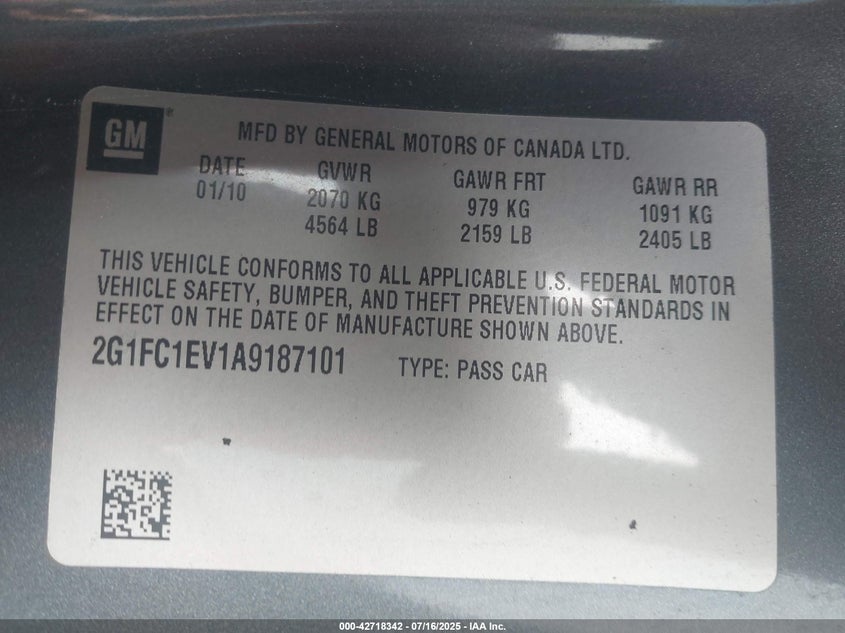 GM
MFD BY GENERAL MOTORS OF CANADA LTD.
DATE GVWR GAWR FRT GAWR RR
01/10 2070 KG 979 KG 1091 KG
4564 LB 2159 LB 2405 LB
THIS VEHICLE CONFORMS TO ALL APPLICABLE U.S. FEDERAL MOTOR
VEHICLE SAFETY, BUMPER, AND THEFT PREVENTION STANDARDS IN
EFFECT ON THE DATE OF MANUFACTURE SHOWN ABOVE.
2G1FC1EV1A9187101 TYPE: PASS CAR
000-42718342 - 07/16/2025 - IAA Inc.